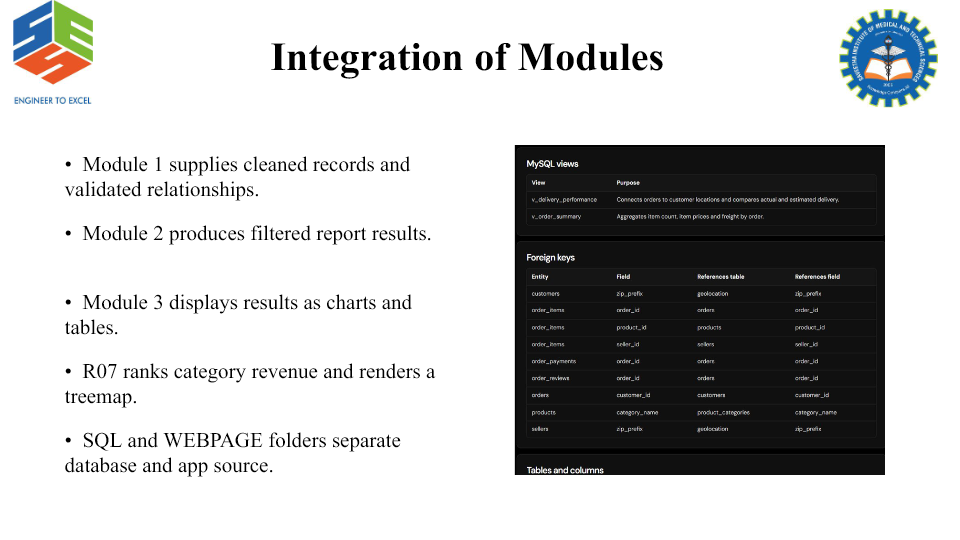 SES
ENGINEER TO EXCEL
Integration of Modules
• Module 1 supplies cleaned records and
validated relationships.
• Module 2 produces filtered report results.
• Module 3 displays results as charts and
tables.
• R07 ranks category revenue and renders a
treemap.
• SQL and WEBPAGE folders separate
database and app source.
MySQL views
View Purpose
v_delivery_performance Connects orders to customer locations and compares actual and estimated delivery.
v_order_summary Aggregates item count, item prices and freight by order.
Foreign keys
Entity Field References table References field
customers zip_prefix geolocation zip_prefix
order_items order_id orders order_id
order_items product_id products product_id
order_items seller_id sellers seller_id
order_payments order_id orders order_id
order_reviews order_id orders order_id
orders customer_id customers customer_id
products category_name product_categories category_name
sellers zip_prefix geolocation zip_prefix
Tables and columns